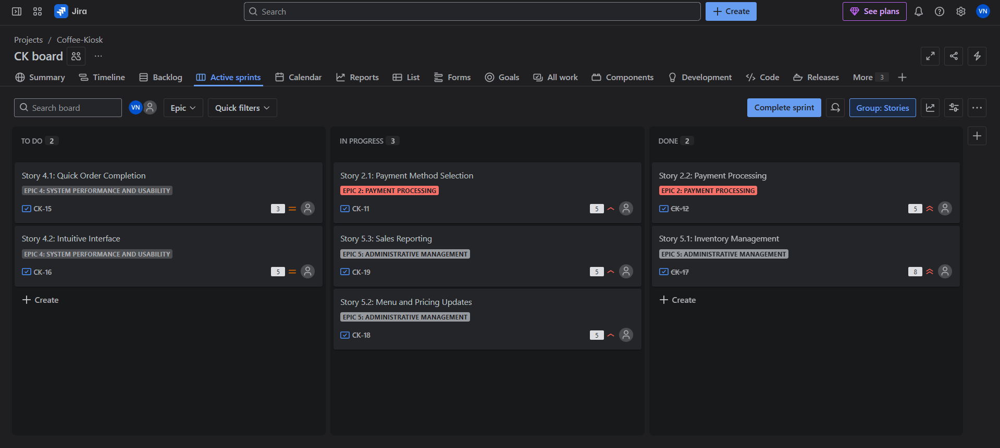 Jira
Search
Create
See plans
VN
Projects / Coffee-Kiosk
CK board
Summary
Timeline
Backlog
Active sprints
Calendar
Reports
List
Forms
Goals
All work
Components
Development
Code
Releases
More 3
Search board
VN
Epic
Quick filters
Complete sprint
Group: Stories
TO DO 2
Story 4.1: Quick Order Completion
EPIC 4: SYSTEM PERFORMANCE AND USABILITY
CK-15 3
Story 4.2: Intuitive Interface
EPIC 4: SYSTEM PERFORMANCE AND USABILITY
CK-16 5
Create
IN PROGRESS 3
Story 2.1: Payment Method Selection
EPIC 2: PAYMENT PROCESSING
CK-11 5
Story 5.3: Sales Reporting
EPIC 5: ADMINISTRATIVE MANAGEMENT
CK-19 5
Story 5.2: Menu and Pricing Updates
EPIC 5: ADMINISTRATIVE MANAGEMENT
CK-18 5
DONE 2
Story 2.2: Payment Processing
EPIC 2: PAYMENT PROCESSING
CK-12 5
Story 5.1: Inventory Management
EPIC 5: ADMINISTRATIVE MANAGEMENT
CK-17 8
Create